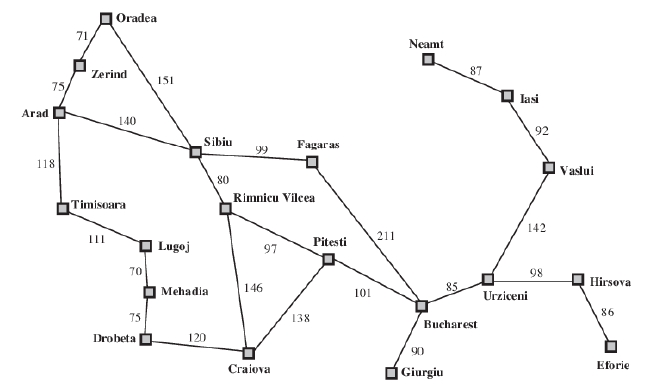 Oradea
71
Neamt
Zerind
87
75
151
Iasi
Arad
140
92
Sibiu
Fagaras
99
118
Vaslui
80
Timisoara
Rimnicu Vilcea
142
111
Lugoj
97
Pitesti
211
70
98
Hirsova
85
Mehadia
146
101
Urziceni
86
75
138
Bucharest
Drobeta
120
90
Craiova
Eforie
Giurgiu